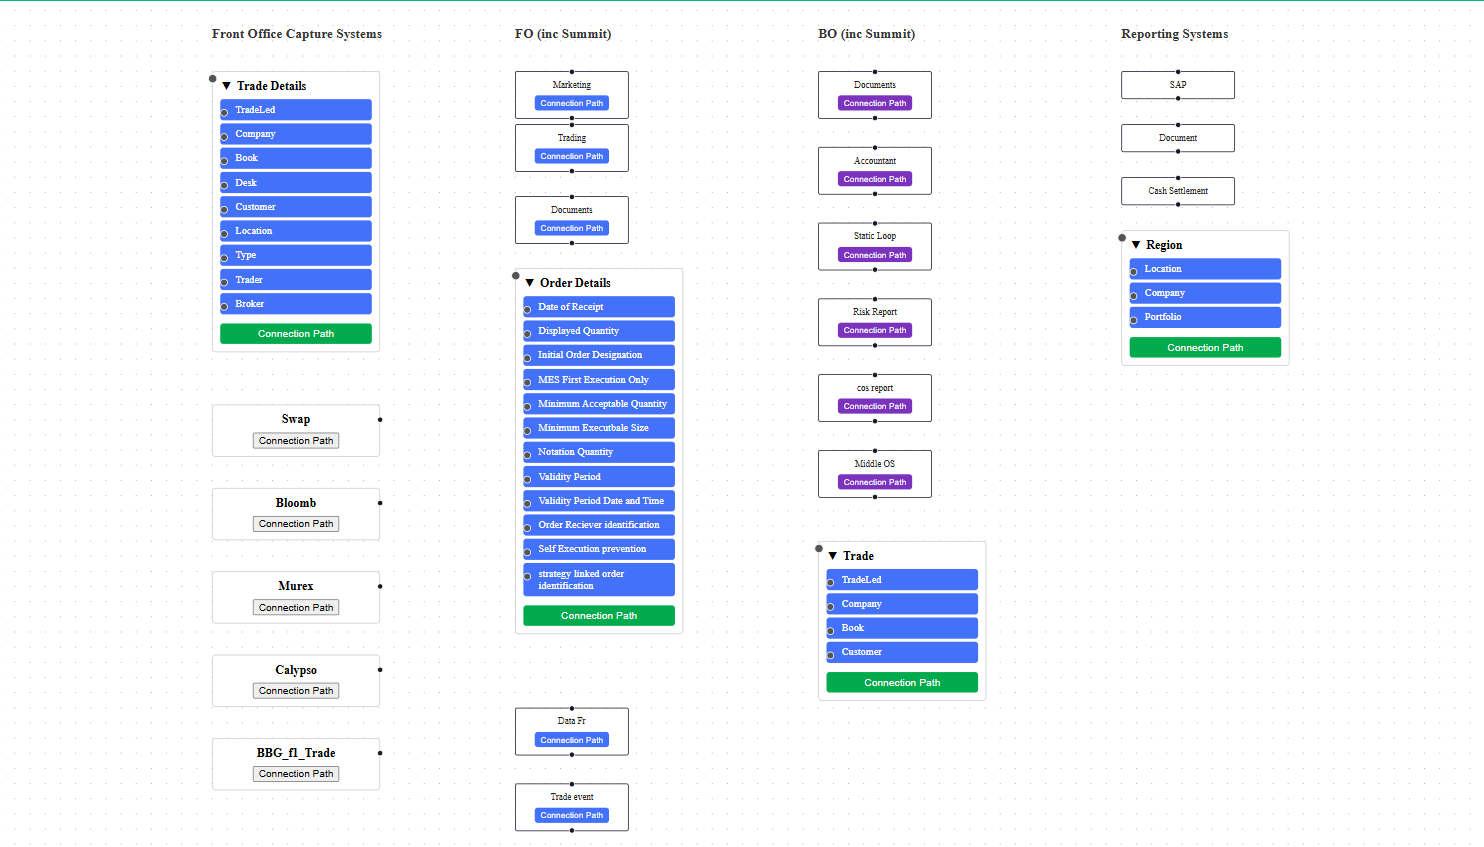 Front Office Capture Systems
▼ Trade Details
TradeLed
Company
Book
Desk
Customer
Location
Type
Trader
Broker
Connection Path
Swap
Connection Path
Bloomb
Connection Path
Murex
Connection Path
Calypso
Connection Path
BBG_f1_Trade
Connection Path
FO (inc Summit)
Marketing
Connection Path
Trading
Connection Path
Documents
Connection Path
▼ Order Details
Date of Receipt
Displayed Quantity
Initial Order Designation
MES First Execution Only
Minimum Acceptable Quantity
Minimum Executbale Size
Notation Quantity
Validity Period
Validity Period Date and Time
Order Reciever identification
Self Execution prevention
strategy linked order
identification
Connection Path
Data Fr
Connection Path
Trade event
Connection Path
BO (inc Summit)
Documents
Connection Path
Accountant
Connection Path
Static Loop
Connection Path
Risk Report
Connection Path
cos report
Connection Path
Middle OS
Connection Path
▼ Trade
TradeLed
Company
Book
Customer
Connection Path
Reporting Systems
SAP
Document
Cash Settlement
▼ Region
Location
Company
Portfolio
Connection Path